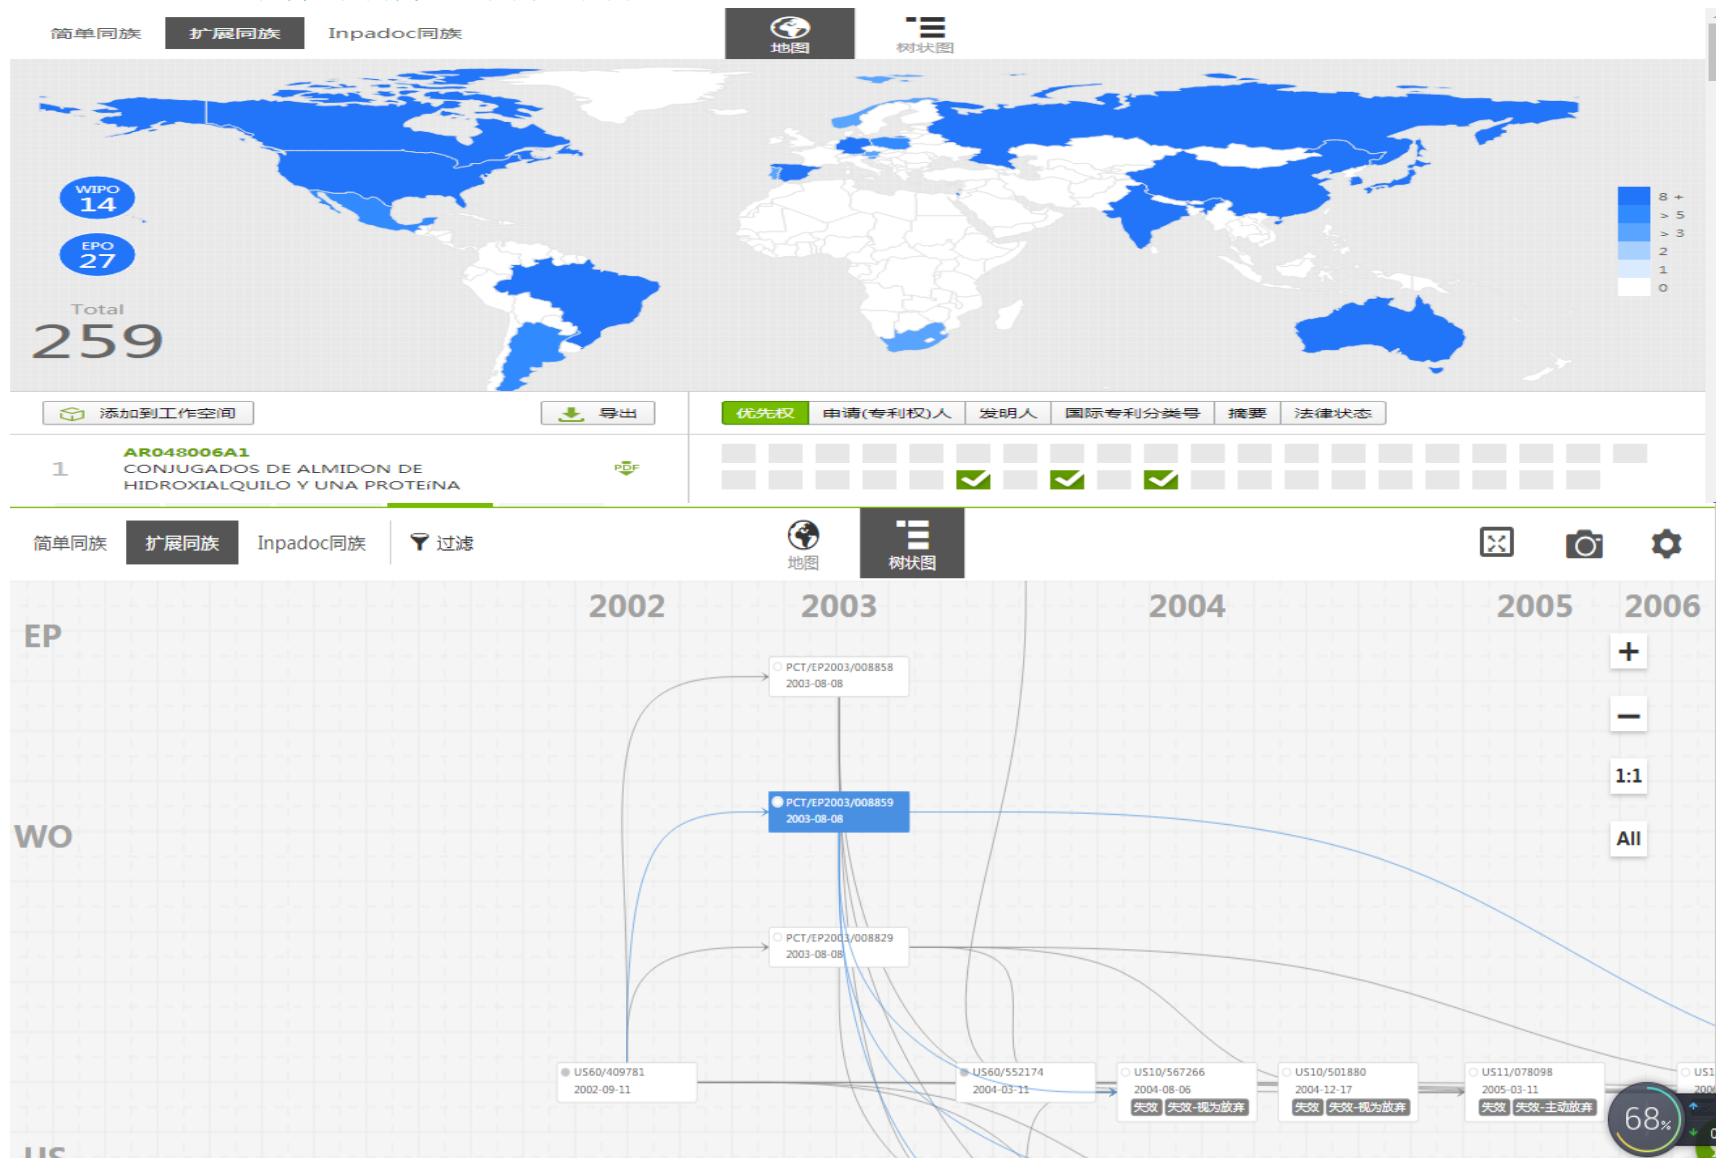 简单同族 扩展同族 Inpadoc同族 地图 树状图
WIPO
14
EPO
27
Total
259
8 +
> 5
> 3
2
1
0
添加到工作空间 导出 优先权 申请(专利权)人 发明人 国际专利分类号 摘要 法律状态
1
AR048006A1
CONJUGADOS DE ALMIDON DE
HIDROXIALQUILO Y UNA PROTEíNA
PDF
简单同族 扩展同族 Inpadoc同族 过滤 地图 树状图
2002 2003 2004 2005 2006
EP
PCT/EP2003/008858
2003-08-08
+
−
1:1
All
PCT/EP2003/008859
2003-08-08
WO
PCT/EP2003/008829
2003-08-08
US60/409781
2002-09-11
US60/552174
2004-03-11
US10/567266
2004-08-06
失效 失效-视为放弃
US10/501880
2004-12-17
失效 失效-视为放弃
US11/078098
2005-03-11
失效 失效-主动放弃
US1
68%
US